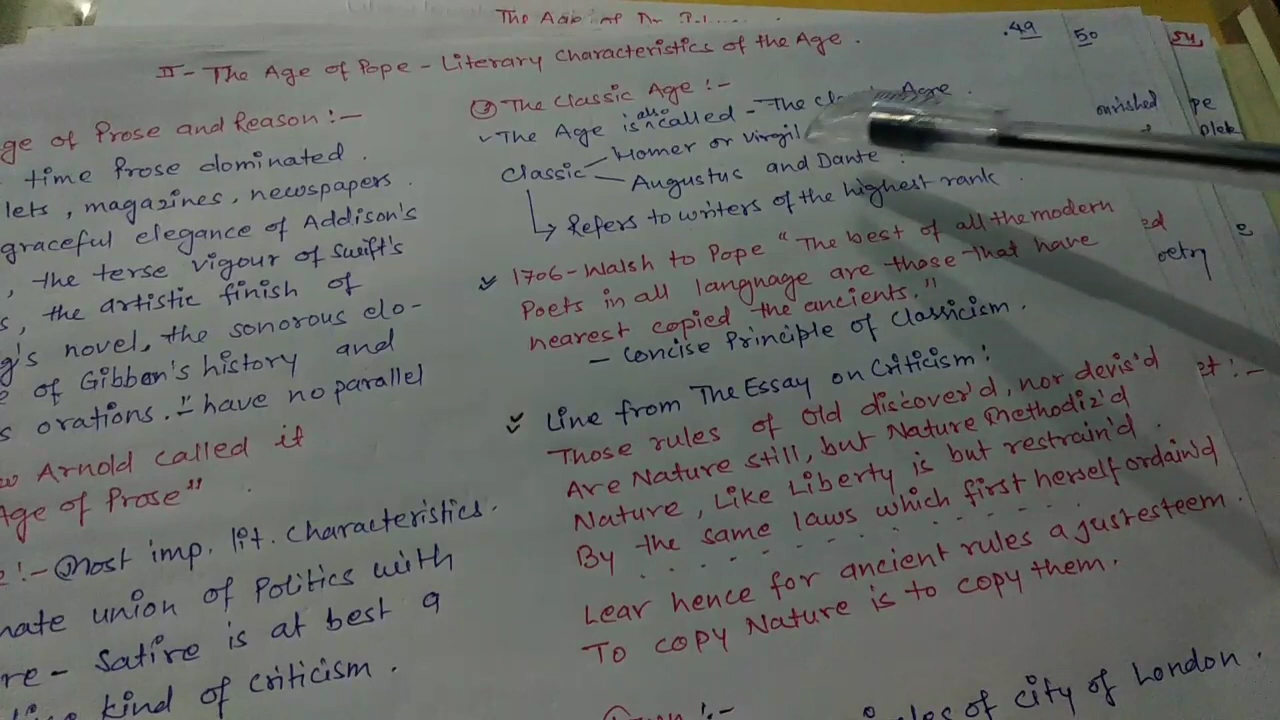 .49
50
54
II - The Age of Pope - Literary Characteristics of the Age.
ge of Prose and Reason :-
time Prose dominated.
lets, magazines, newspapers.
graceful elegance of Addison's
, the terse vigour of Swift's
s, the artistic finish of
g's novel, the sonorous elo-
of Gibbon's history and
s orations." - have no parallel
w Arnold called it
Age of Prose"
e :- Most imp. lit. characteristics.
nate union of Politics with
re - Satire is at best a
kind of criticism.
③ The Classic Age :-
The Age is also called - The Age.
Classic - Homer or Virgil
- Augustus and Dante.
Refers to writers of the highest rank
1706 - Walsh to Pope "The best of all the modern
Poets in all language are those that have
nearest copied the ancients."
- Concise Principle of Classicism.
Line from The Essay on Criticism:
Those rules of Old discover'd, nor devis'd
Are Nature still, but Nature Methodiz'd
Nature, Like Liberty is but restrain'd.
By the same laws which first herself ordain'd
Lear hence for ancient rules a just esteem.
To copy Nature is to copy them.
of city of London.
ourished
pe
plet
ed
e
oetry
et :-